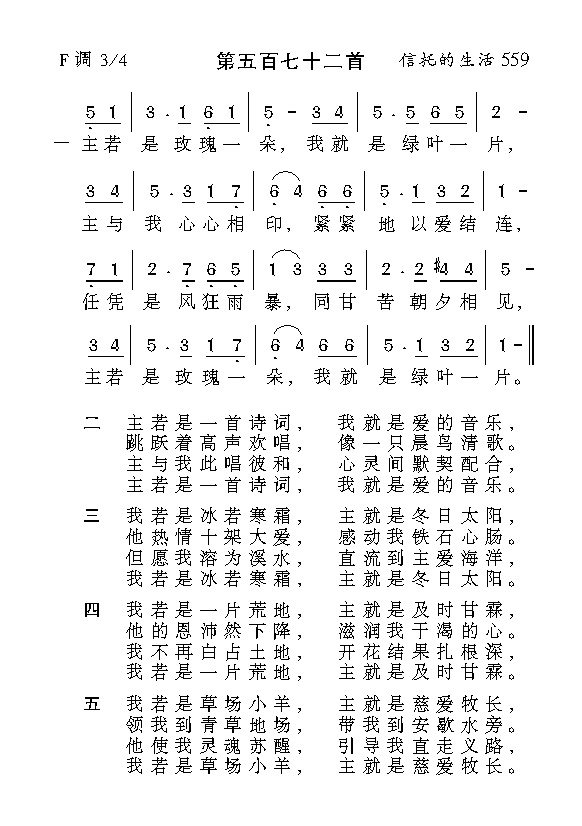 F调 3/4 第五百七十二首 信托的生活 559
5 1 | 3 . 1 6 1 | 5 - 3 4 | 5 . 5 6 5 | 2 -
一 主若 是 玫瑰一 朵, 我就 是 绿叶一 片,
3 4 | 5 . 3 1 7 | 6 4 6 6 | 5 . 1 3 2 | 1 -
主与 我 心心相 印, 紧紧 地 以爱结 连,
7 1 | 2 . 7 6 5 | 1 3 3 3 | 2 . 2 #4 4 | 5 -
任凭 是 风狂雨 暴, 同甘 苦 朝夕相 见,
3 4 | 5 . 3 1 7 | 6 4 6 6 | 5 . 1 3 2 | 1 - ‖
主若 是 玫瑰一 朵, 我就 是 绿叶一 片。
二 主若是一首诗词, 我就是爱的音乐。
跳跃着高声欢唱, 像一只晨鸟清歌。
主与我此唱彼和, 心灵间默契配合,
主若是一首诗词, 我就是爱的音乐。
三 我若是冰若寒霜, 主就是冬日太阳,
他热情十架大爱, 感动我铁石心肠。
但愿我溶为溪水, 直流到主爱海洋,
我若是冰若寒霜, 主就是冬日太阳。
四 我若是一片荒地, 主就是及时甘霖,
他的恩沛然下降, 滋润我干渴的心。
我不再白占土地, 开花结果扎根深,
我若是一片荒地, 主就是及时甘霖。
五 我若是草场小羊, 主就是慈爱牧长,
领我到青草地场, 带我到安歇水旁。
他使我灵魂苏醒, 引导我直走义路,
我若是草场小羊, 主就是慈爱牧长。